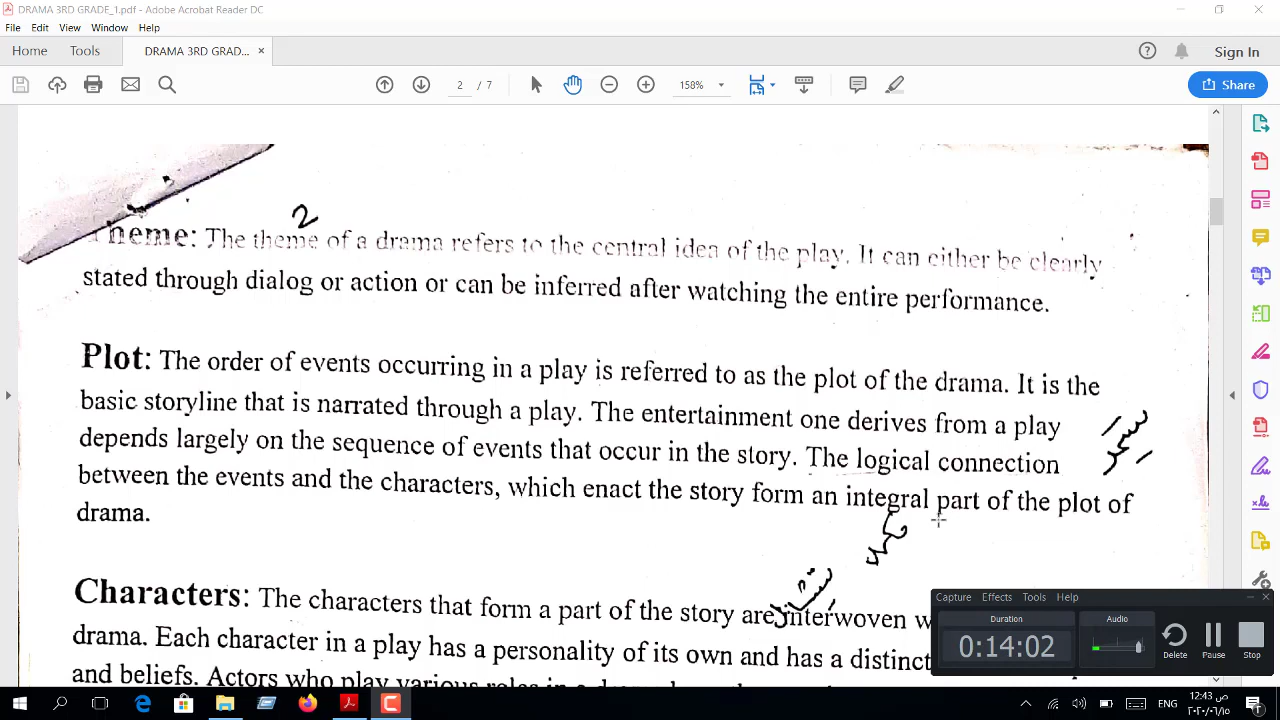 DRAMA 3RD GRADE_1.pdf - Adobe Acrobat Reader DC
File Edit View Window Help
Home Tools DRAMA 3RD GRAD... × Sign In
2 / 7 158% Share
2
heme: The theme of a drama refers to the central idea of the play. It can either be clearly
stated through dialog or action or can be inferred after watching the entire performance.
Plot: The order of events occurring in a play is referred to as the plot of the drama. It is the
basic storyline that is narrated through a play. The entertainment one derives from a play
depends largely on the sequence of events that occur in the story. The logical connection
between the events and the characters, which enact the story form an integral part of the plot of
drama.
Characters: The characters that form a part of the story are interwoven w
drama. Each character in a play has a personality of its own and has a distinct
and beliefs. Actors who play various roles in a
Capture Effects Tools Help
Duration Audio
0:14:02 Delete Pause Stop
ENG 12:43